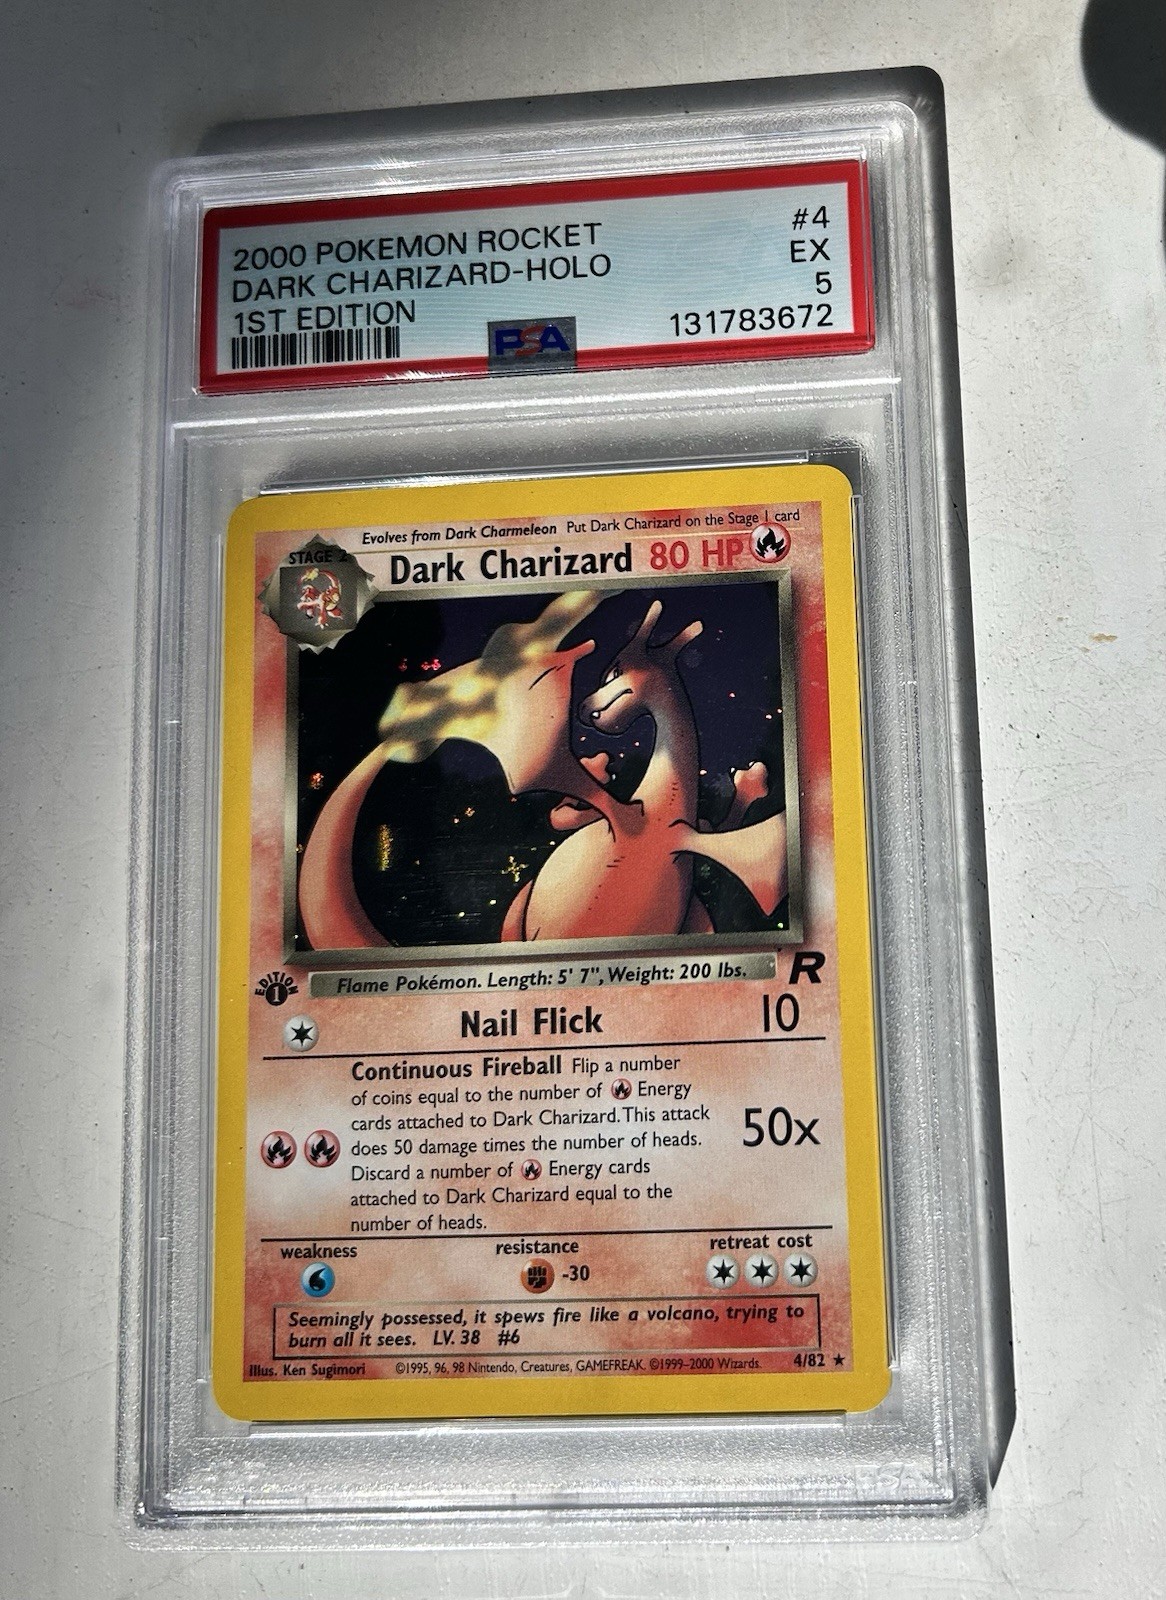 2000 POKEMON ROCKET #4
DARK CHARIZARD-HOLO EX
1ST EDITION 5
PSA 131783672
Evolves from Dark Charmeleon Put Dark Charizard on the Stage 1 card
STAGE 2
Dark Charizard 80 HP
EDITION
1
Flame Pokémon. Length: 5' 7", Weight: 200 lbs.
R
Nail Flick 10
Continuous Fireball Flip a number
of coins equal to the number of Energy
cards attached to Dark Charizard. This attack
does 50 damage times the number of heads.
Discard a number of Energy cards
attached to Dark Charizard equal to the
number of heads.
50x
weakness resistance retreat cost
-30
Seemingly possessed, it spews fire like a volcano, trying to
burn all it sees. LV. 38 #6
Illus. Ken Sugimori ©1995, 96, 98 Nintendo, Creatures, GAMEFREAK. ©1999-2000 Wizards. 4/82 ★